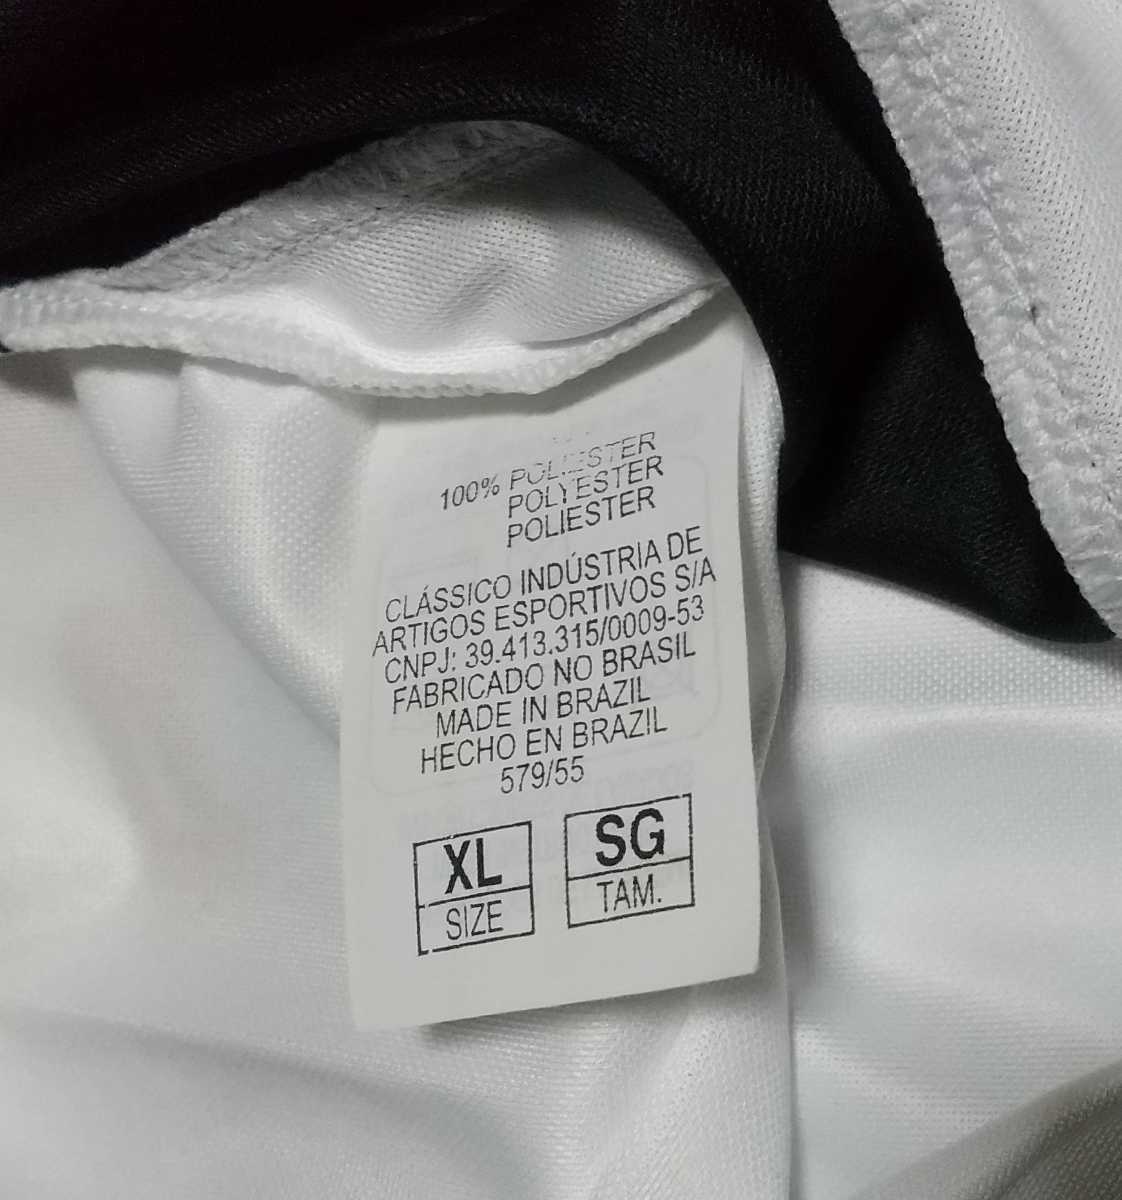 100% POLIESTER
POLYESTER
POLIESTER
CLÁSSICO INDÚSTRIA DE
ARTIGOS ESPORTIVOS S/A
CNPJ: 39.413.315/0009-53
FABRICADO NO BRASIL
MADE IN BRAZIL
HECHO EN BRAZIL
579/55
XL
SIZE
SG
TAM.